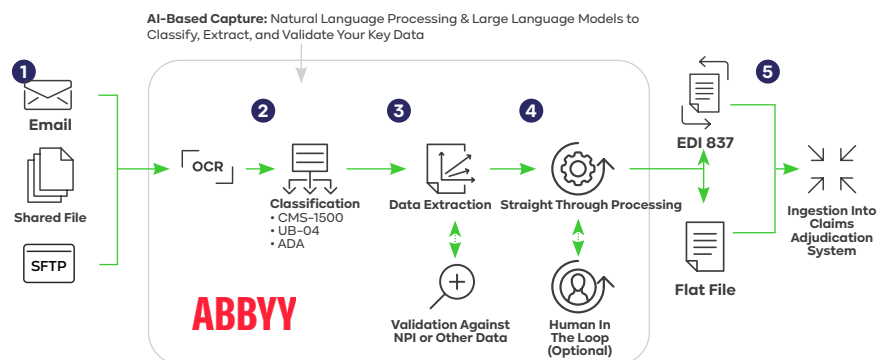 AI-Based Capture: Natural Language Processing & Large Language Models to
Classify, Extract, and Validate Your Key Data
1
Email
Shared File
SFTP
OCR
2
Classification
• CMS-1500
• UB-04
• ADA
3
Data Extraction
Validation Against
NPI or Other Data
4
Straight Through Processing
Human In
The Loop
(Optional)
ABBYY
EDI 837
Flat File
5
Ingestion Into
Claims
Adjudication
System